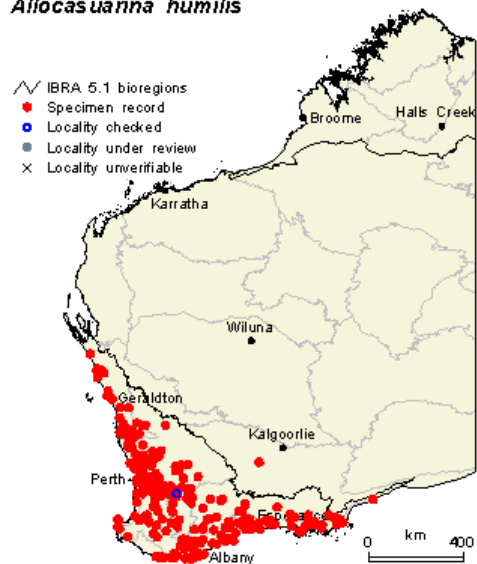 Allocasuarina humilis
IBRA 5.1 bioregions
Specimen record
Locality checked
Locality under review
Locality unverifiable
Broome
Halls Creek
Karratha
Wiluna
Geraldton
Kalgoorlie
Perth
Esperance
Albany
km
0 400